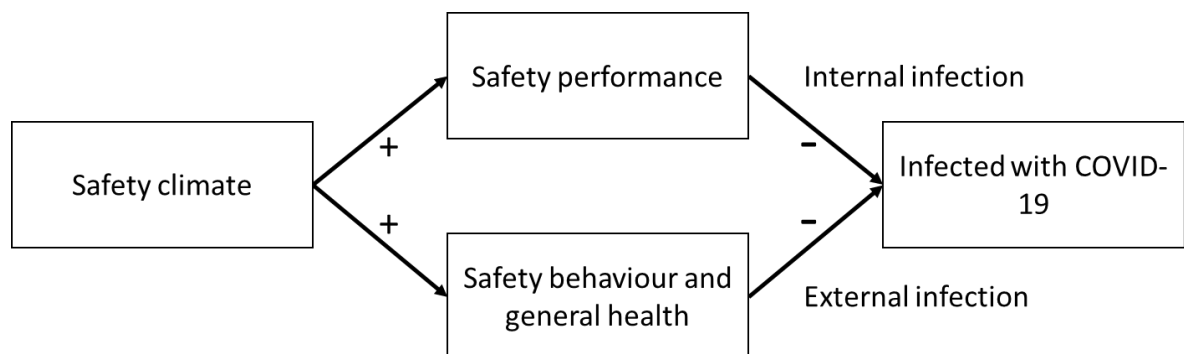 Safety performance
Internal infection
Safety climate
+
-
Infected with COVID-
19
+
-
Safety behaviour and
general health
External infection